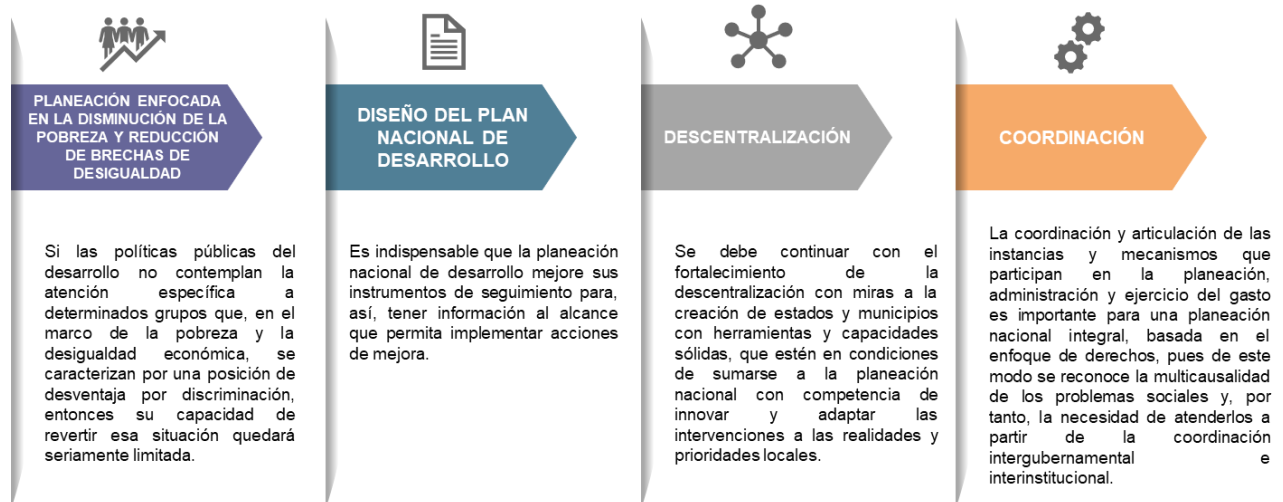 PLANEACIÓN ENFOCADA
EN LA DISMINUCIÓN DE LA
POBREZA Y REDUCCIÓN
DE BRECHAS DE
DESIGUALDAD
Si las políticas públicas del
desarrollo no contemplan la
atención específica a
determinados grupos que, en el
marco de la pobreza y la
desigualdad económica, se
caracterizan por una posición de
desventaja por discriminación,
entonces su capacidad de
revertir esa situación quedará
seriamente limitada.
DISEÑO DEL PLAN
NACIONAL DE
DESARROLLO
Es indispensable que la planeación
nacional de desarrollo mejore sus
instrumentos de seguimiento para,
así, tener información al alcance
que permita implementar acciones
de mejora.
DESCENTRALIZACIÓN
Se debe continuar con el
fortalecimiento de la
descentralización con miras a la
creación de estados y municipios
con herramientas y capacidades
sólidas, que estén en condiciones
de sumarse a la planeación
nacional con competencia de
innovar y adaptar las
intervenciones a las realidades y
prioridades locales.
COORDINACIÓN
La coordinación y articulación de las
instancias y mecanismos que
participan en la planeación,
administración y ejercicio del gasto
es importante para una planeación
nacional integral, basada en el
enfoque de derechos, pues de este
modo se reconoce la multicausalidad
de los problemas sociales y, por
tanto, la necesidad de atenderlos a
partir de la coordinación
intergubernamental e
interinstitucional.